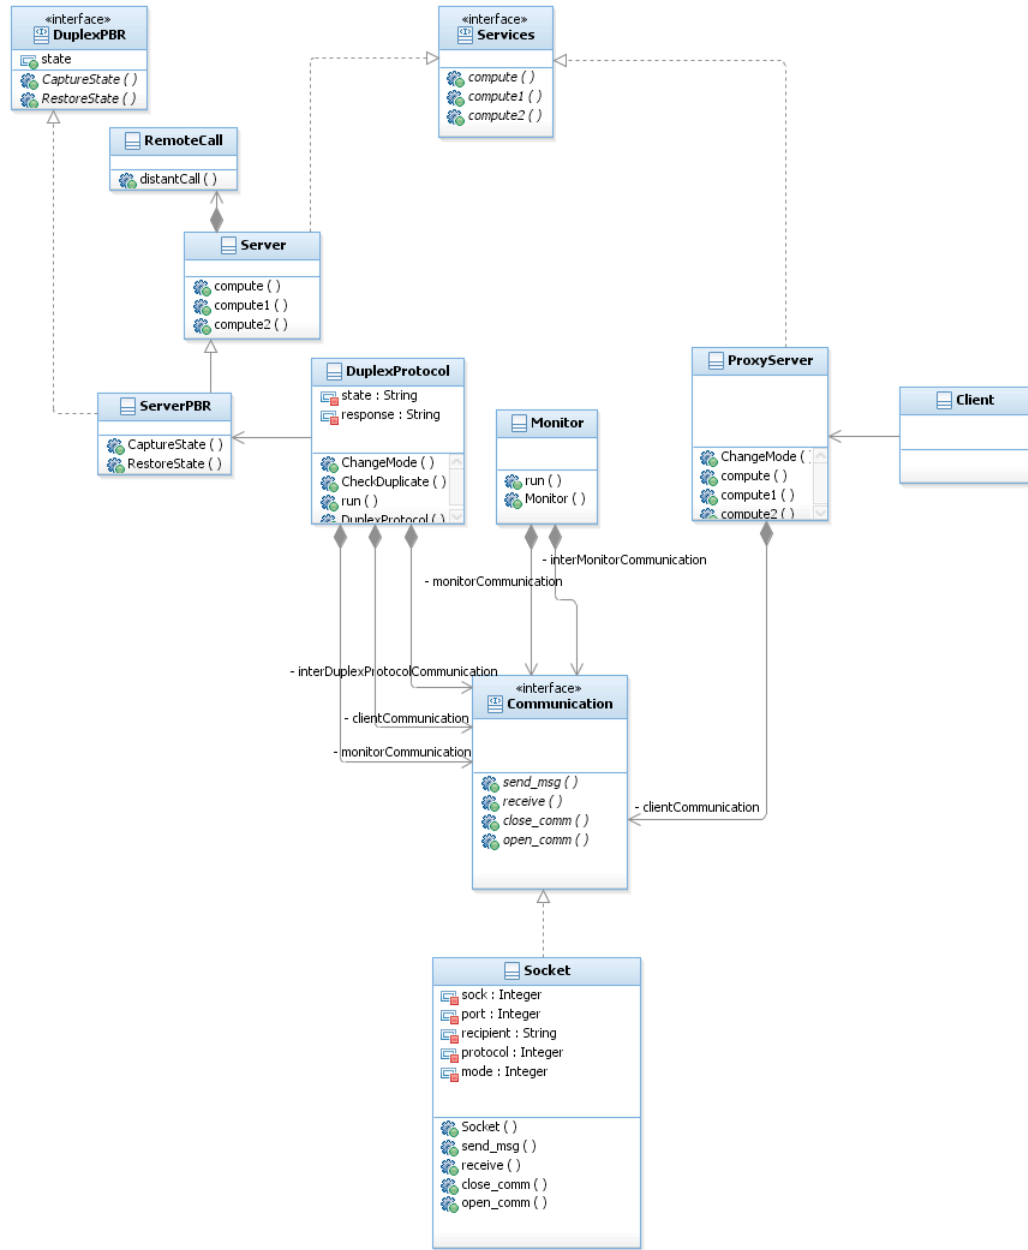 «interface»
DuplexPBR
state
CaptureState ( )
RestoreState ( )
«interface»
Services
compute ( )
compute1 ( )
compute2 ( )
RemoteCall
distantCall ( )
Server
compute ( )
compute1 ( )
compute2 ( )
ServerPBR
CaptureState ( )
RestoreState ( )
DuplexProtocol
state : String
response : String
ChangeMode ( )
CheckDuplicate ( )
run ( )
DuplexProtocol ( )
Monitor
run ( )
Monitor ( )
ProxyServer
ChangeMode (
compute ( )
compute1 ( )
compute2 ( )
Client
- interMonitorCommunication
- monitorCommunication
- interDuplexProtocolCommunication
- clientCommunication
- monitorCommunication
«interface»
Communication
send_msg ( )
receive ( )
close_comm ( )
open_comm ( )
- clientCommunication
Socket
sock : Integer
port : Integer
recipient : String
protocol : Integer
mode : Integer
Socket ( )
send_msg ( )
receive ( )
close_comm ( )
open_comm ( )